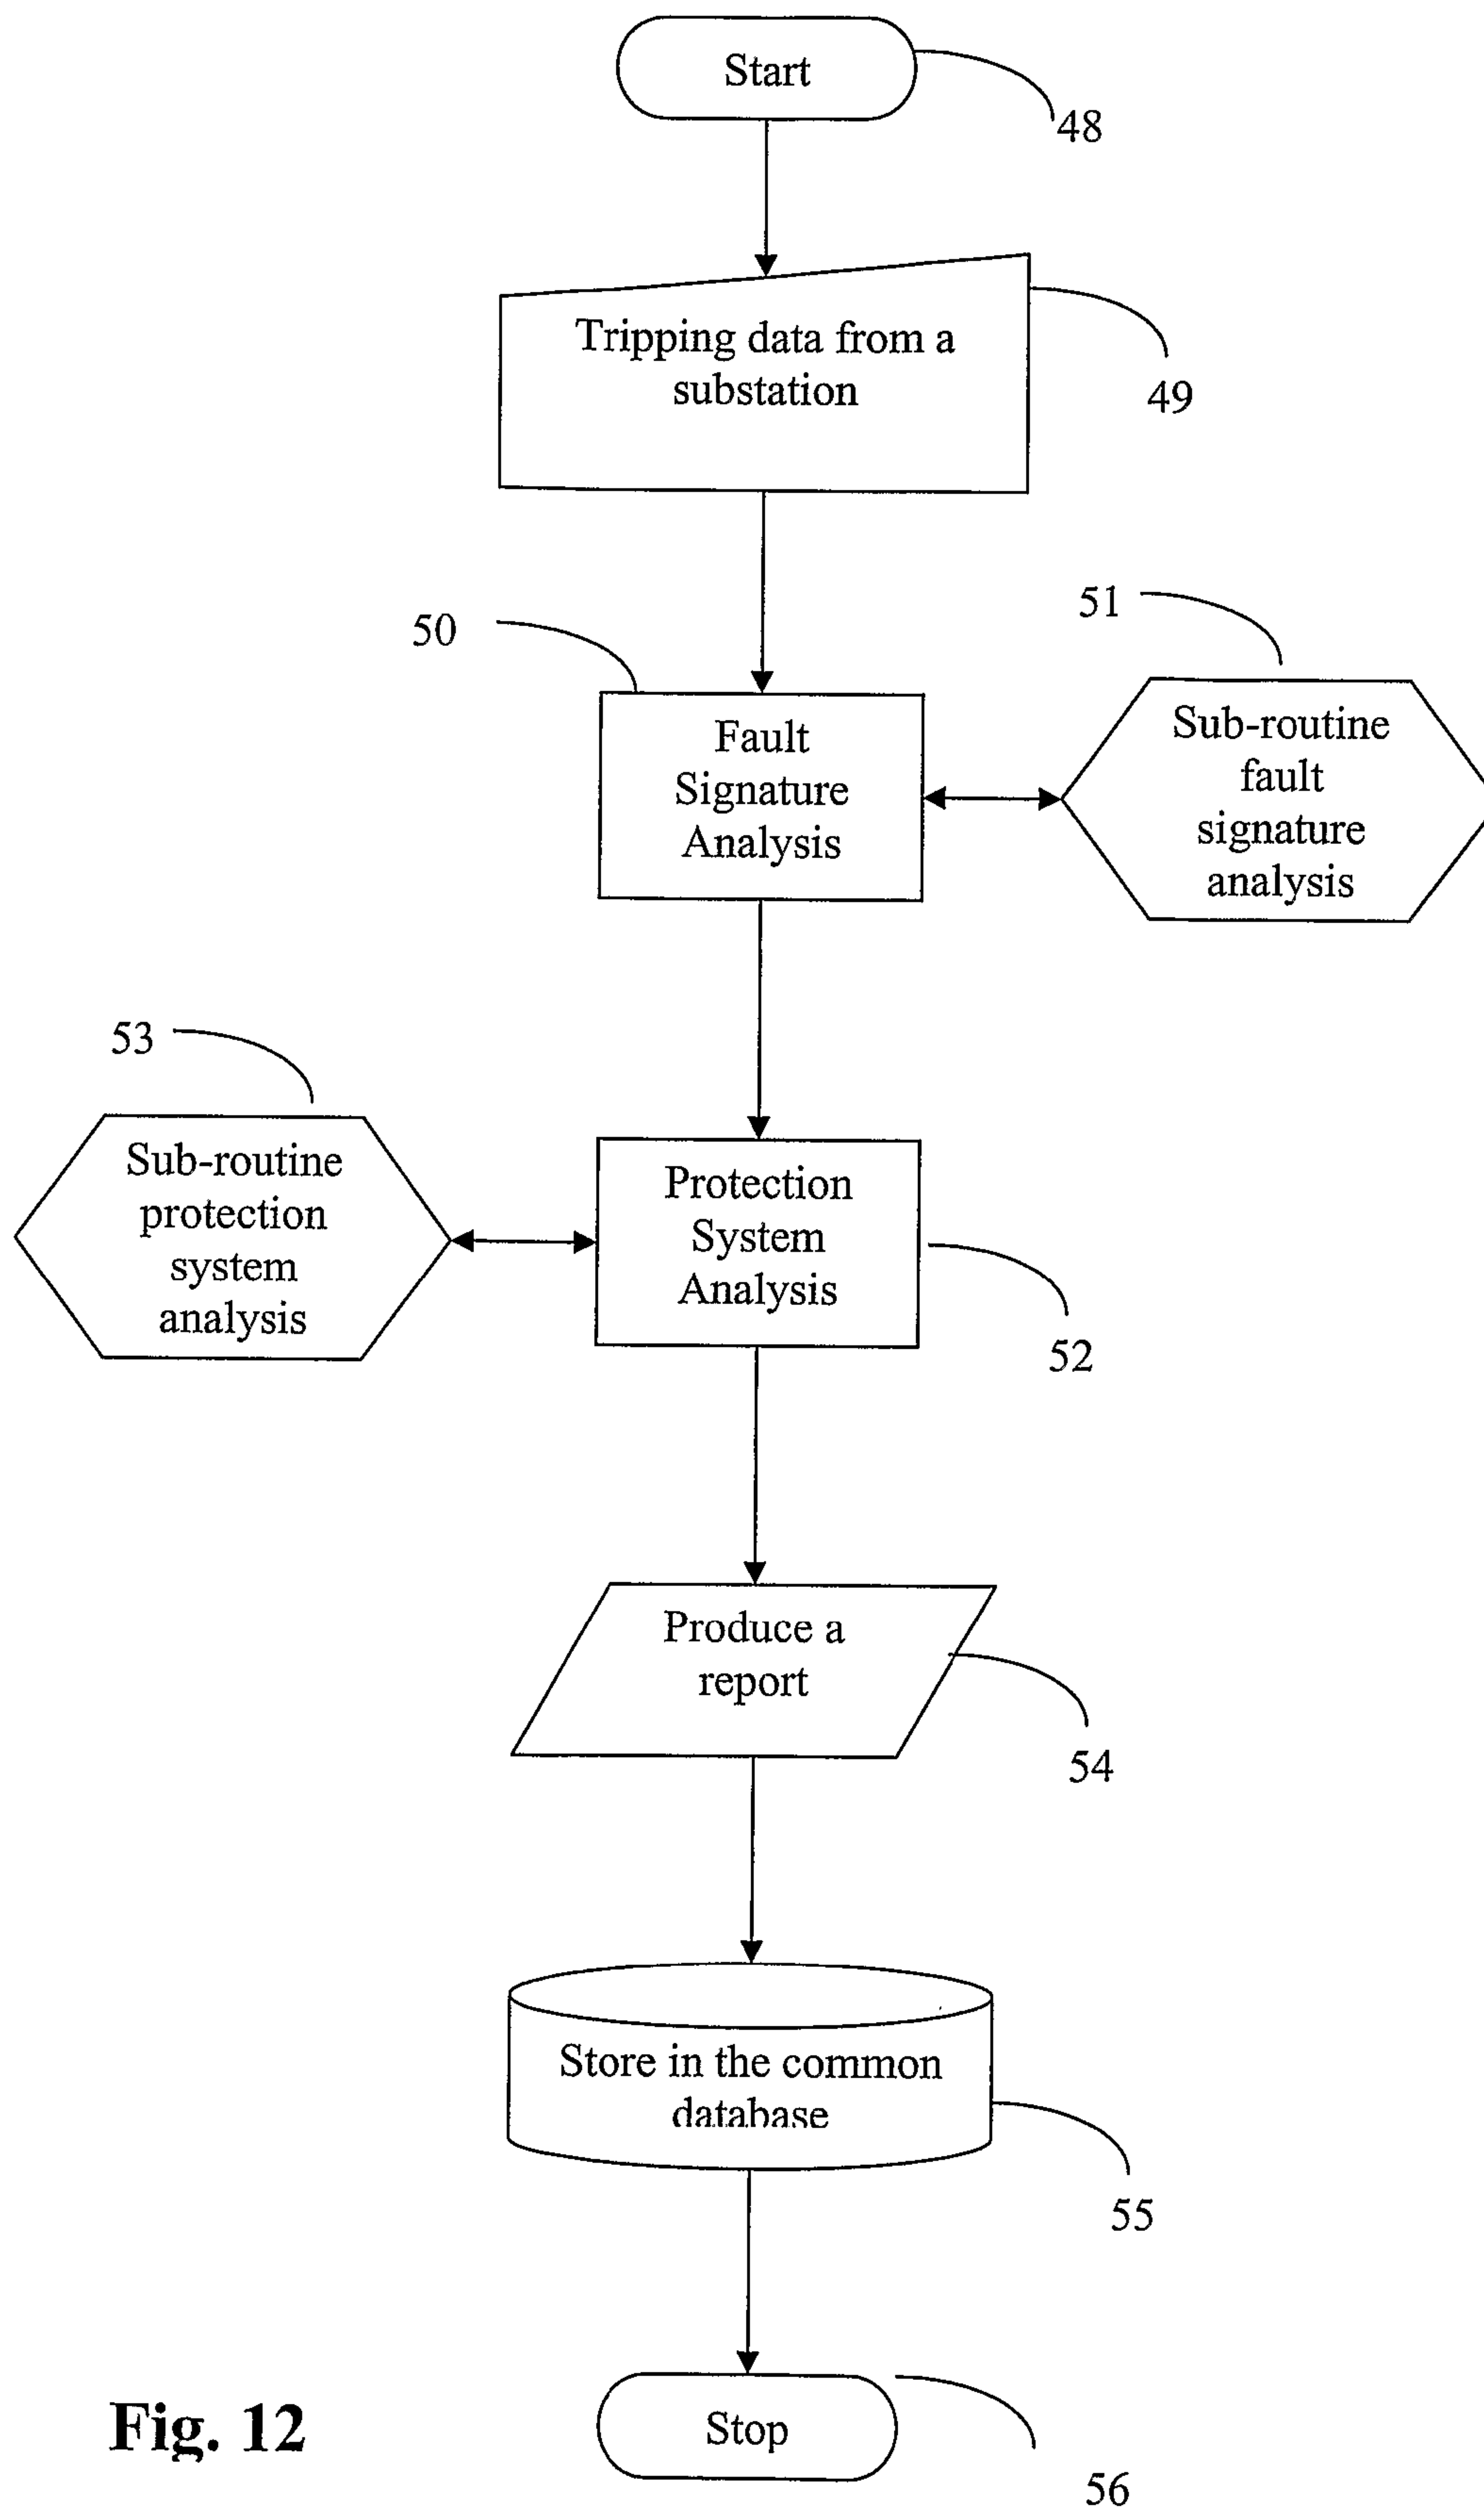 Start
48
Tripping data from a
substation
49
50
51
Fault
Signature
Analysis
Sub-routine
fault
signature
analysis
53
Sub-routine
protection
system
analysis
Protection
System
Analysis
52
Produce a
report
54
Store in the common
database
55
Stop
56
Fig. 12